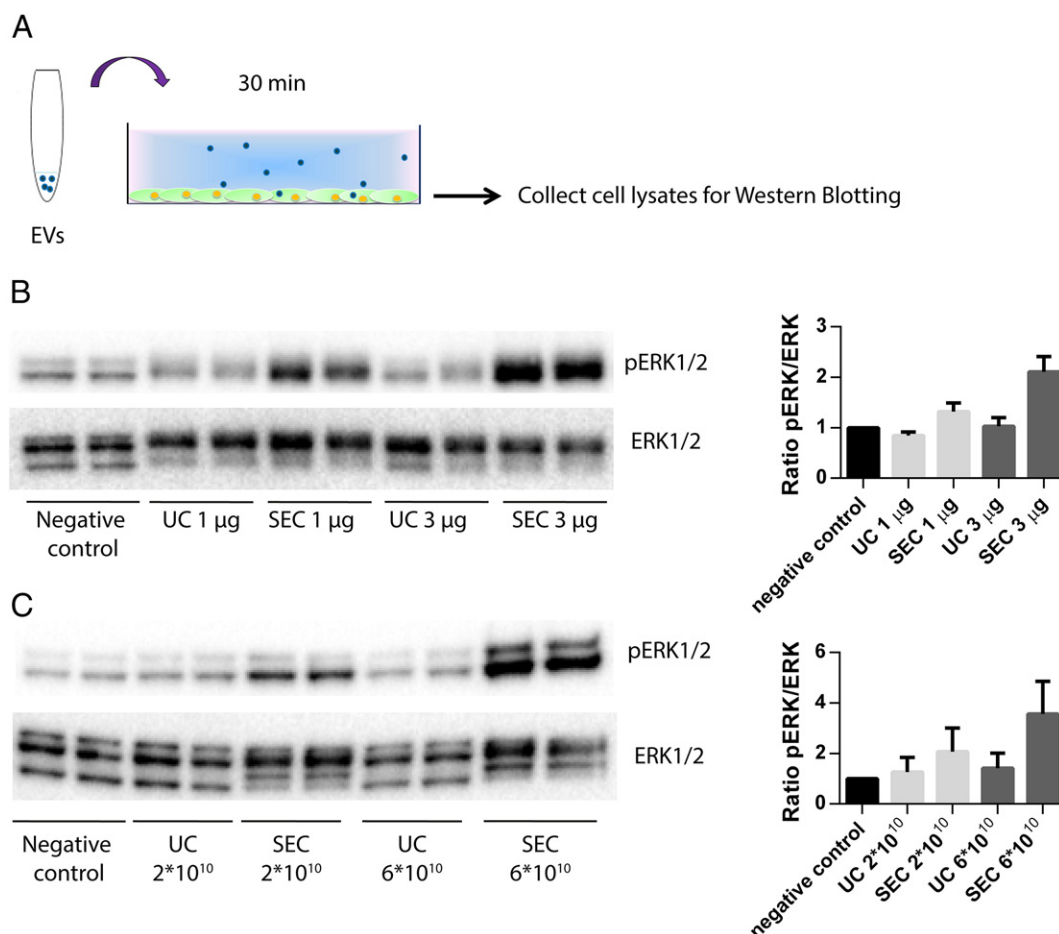 A
30 min
EVs
Collect cell lysates for Western Blotting
B
pERK1/2
ERK1/2
Negative
control
UC 1 µg
SEC 1 µg
UC 3 µg
SEC 3 µg
Ratio pERK/ERK
3
2
1
0
negative control
UC 1 µg
SEC 1 µg
UC 3 µg
SEC 3 µg
C
pERK1/2
ERK1/2
Negative
control
UC
2*10¹⁰
SEC
2*10¹⁰
UC
6*10¹⁰
SEC
6*10¹⁰
Ratio pERK/ERK
6
4
2
0
negative control
UC 2*10¹⁰
SEC 2*10¹⁰
UC 6*10¹⁰
SEC 6*10¹⁰